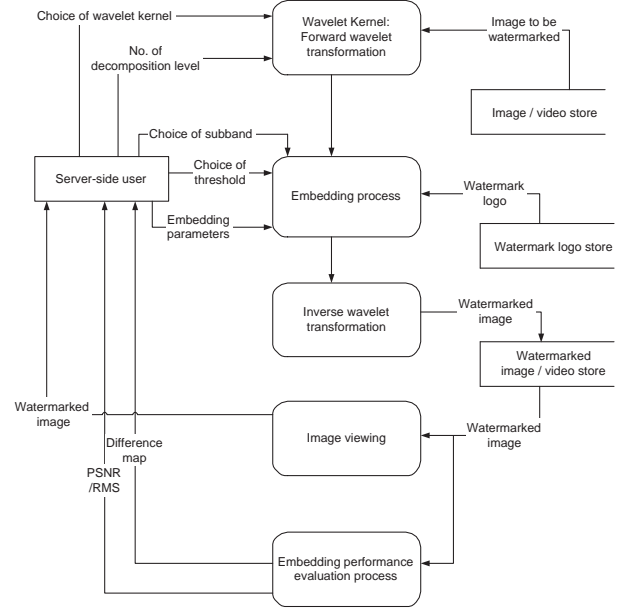 Choice of wavelet kernel
Wavelet Kernel:
Forward wavelet
transformation
Image to be
watermarked
No. of
decomposition level
Image / video store
Choice of subband
Server-side user
Choice of
threshold
Embedding process
Watermark
logo
Embedding
parameters
Watermark logo store
Inverse wavelet
transformation
Watermarked
image
Watermarked
image / video store
Watermarked
image
Image viewing
Watermarked
image
Difference
map
PSNR
/RMS
Embedding performance
evaluation process